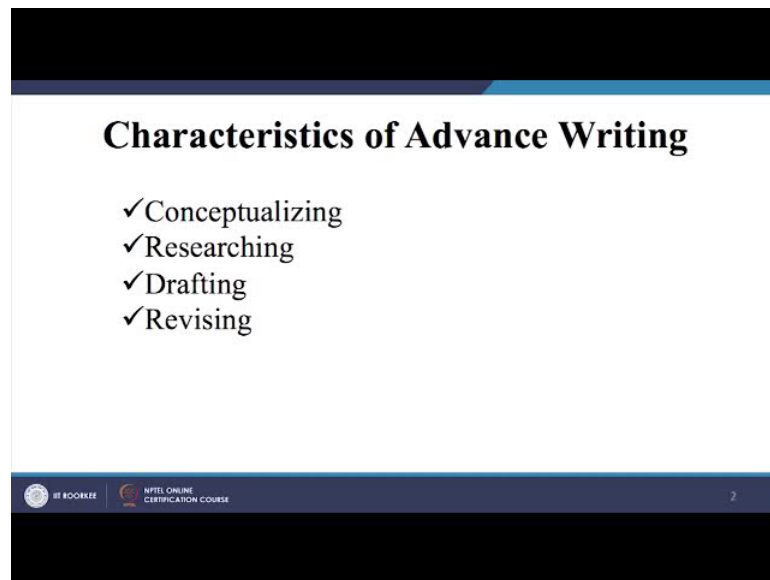 Characteristics of Advance Writing
✓Conceptualizing
✓Researching
✓Drafting
✓Revising
IIT ROORKEE
NPTEL ONLINE
CERTIFICATION COURSE
2